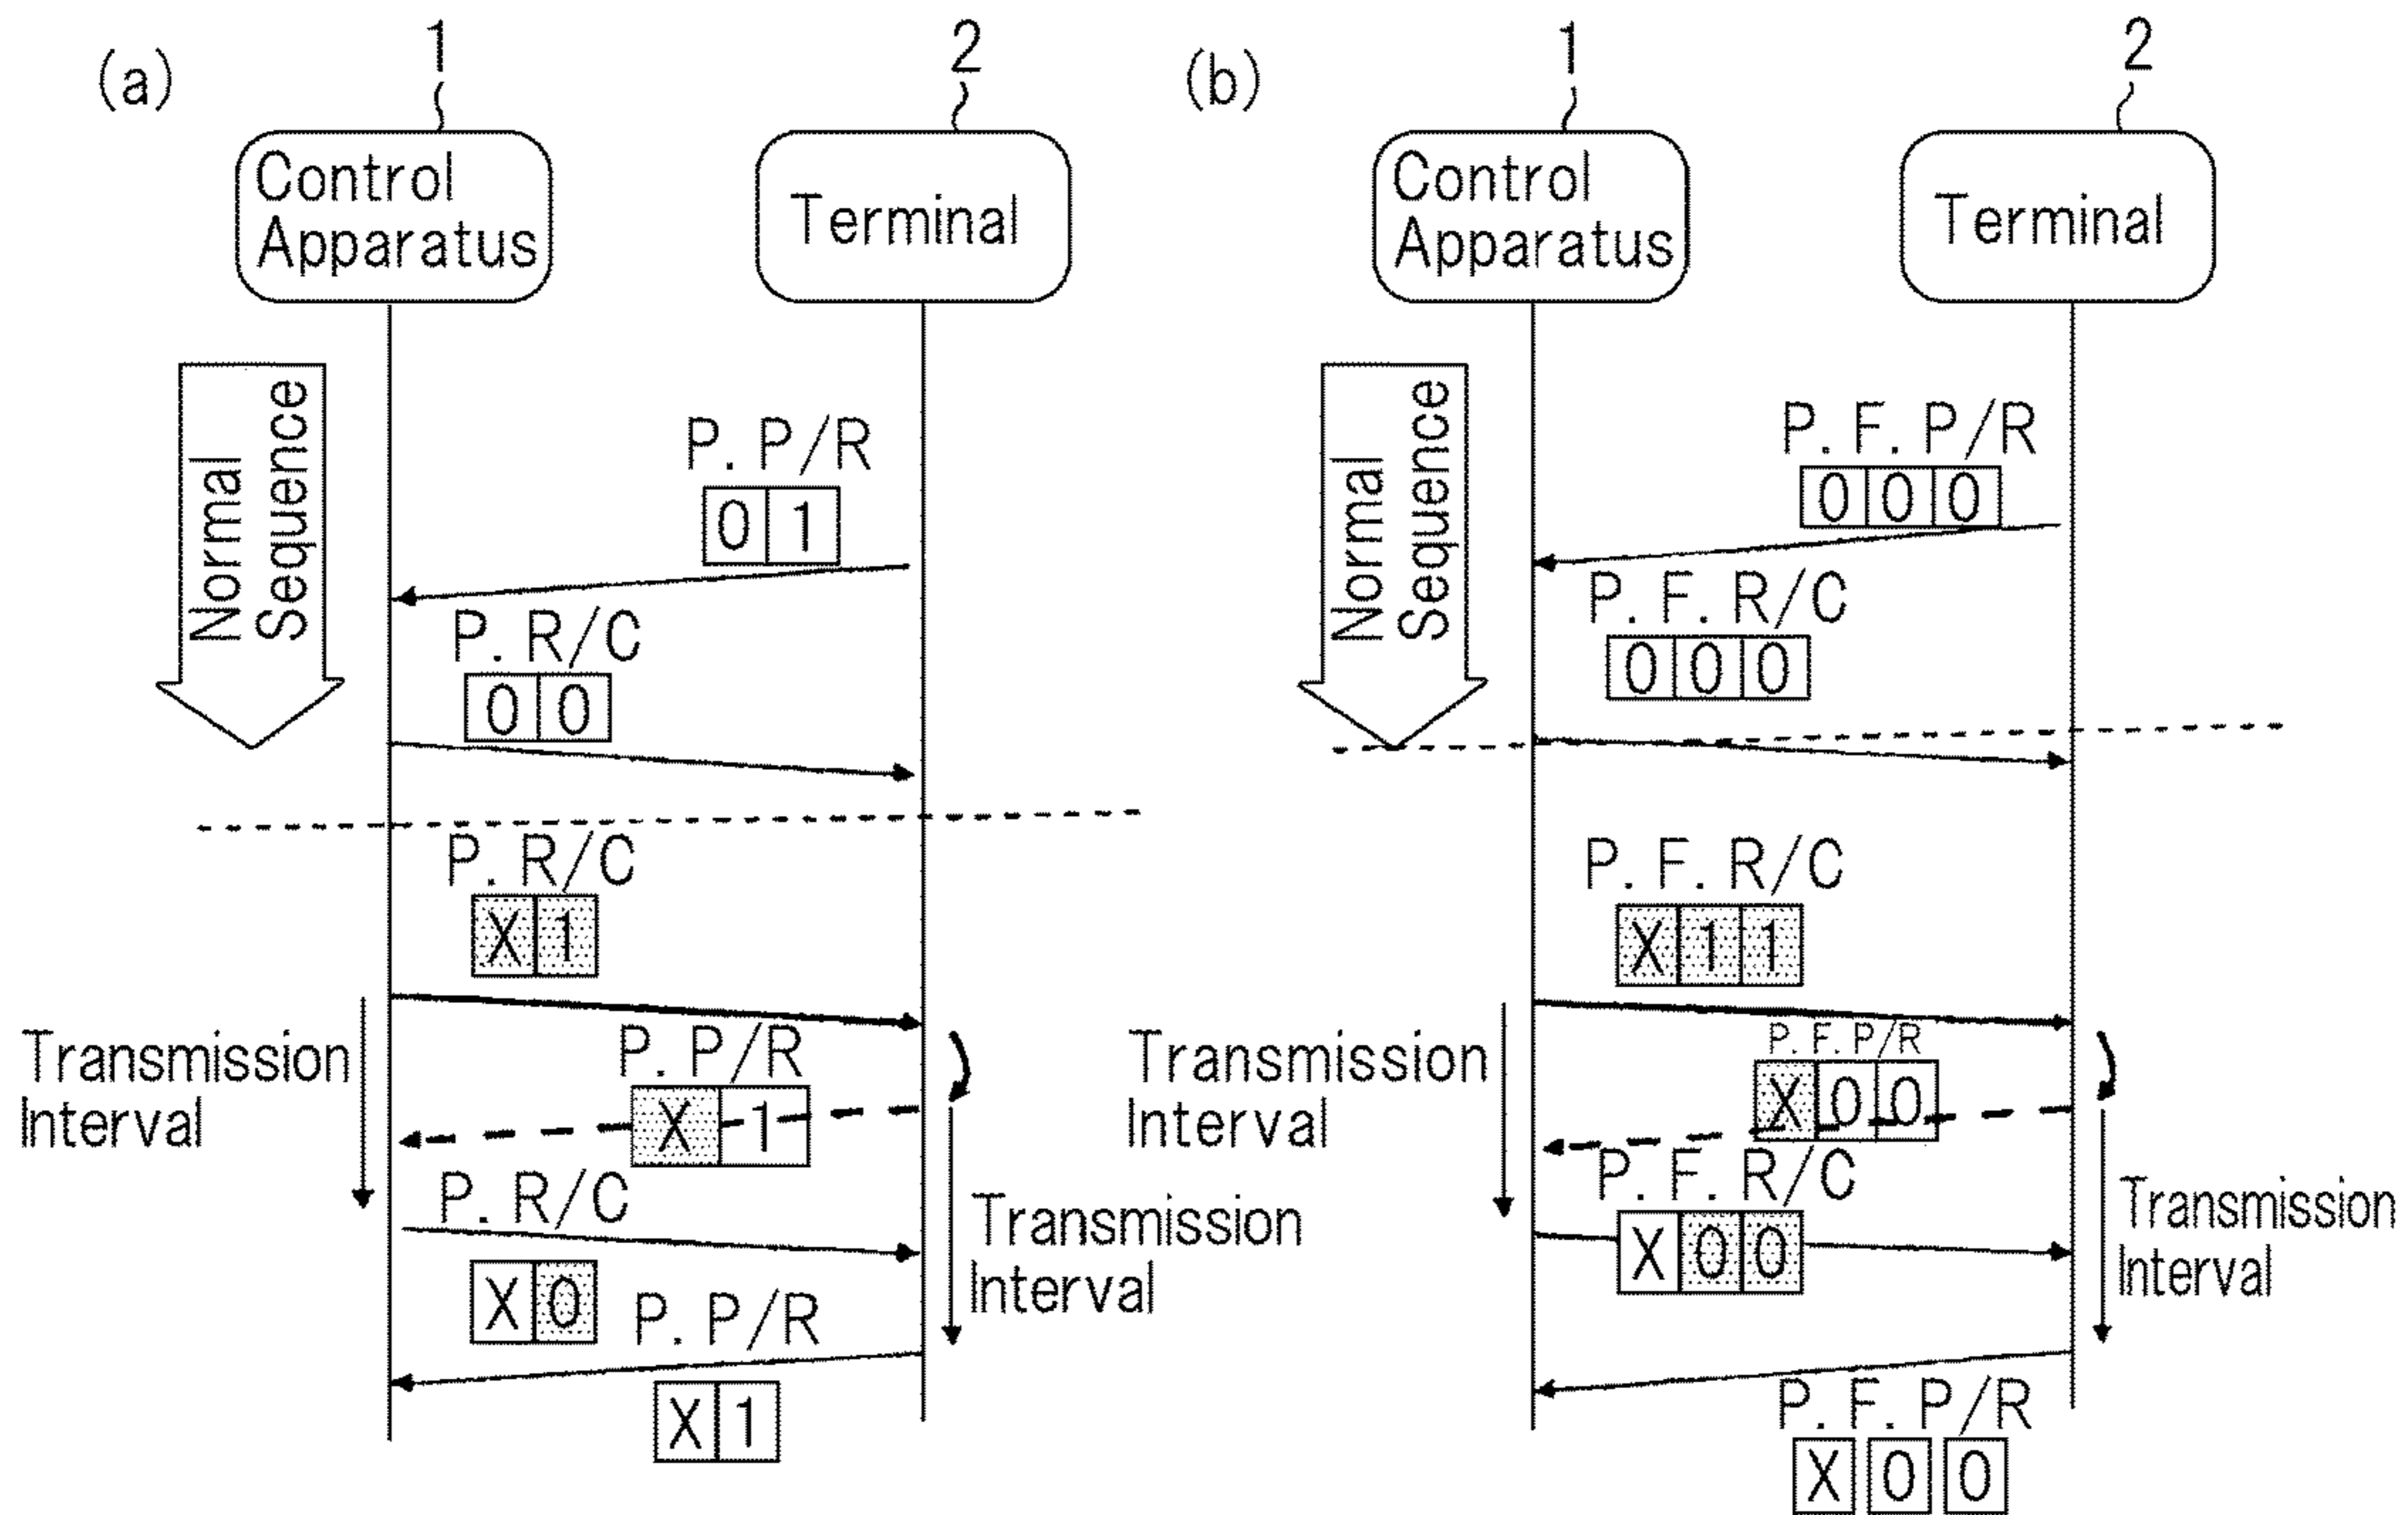 (a)
1
2
Control
Apparatus
Terminal
Normal
Sequence
P. P/R
0 1
P. R/C
0 0
P. R/C
X 1
Transmission
Interval
P. P/R
X 1
P. R/C
X 0
Transmission
Interval
P. P/R
X 1
(b)
1
2
Control
Apparatus
Terminal
Normal
Sequence
P. F. P/R
0 0 0
P. F. R/C
0 0 0
P. F. R/C
X 1 1
Transmission
Interval
P. F. P/R
X 0 0
P. F. R/C
X 0 0
Transmission
Interval
P. F. P/R
X 0 0